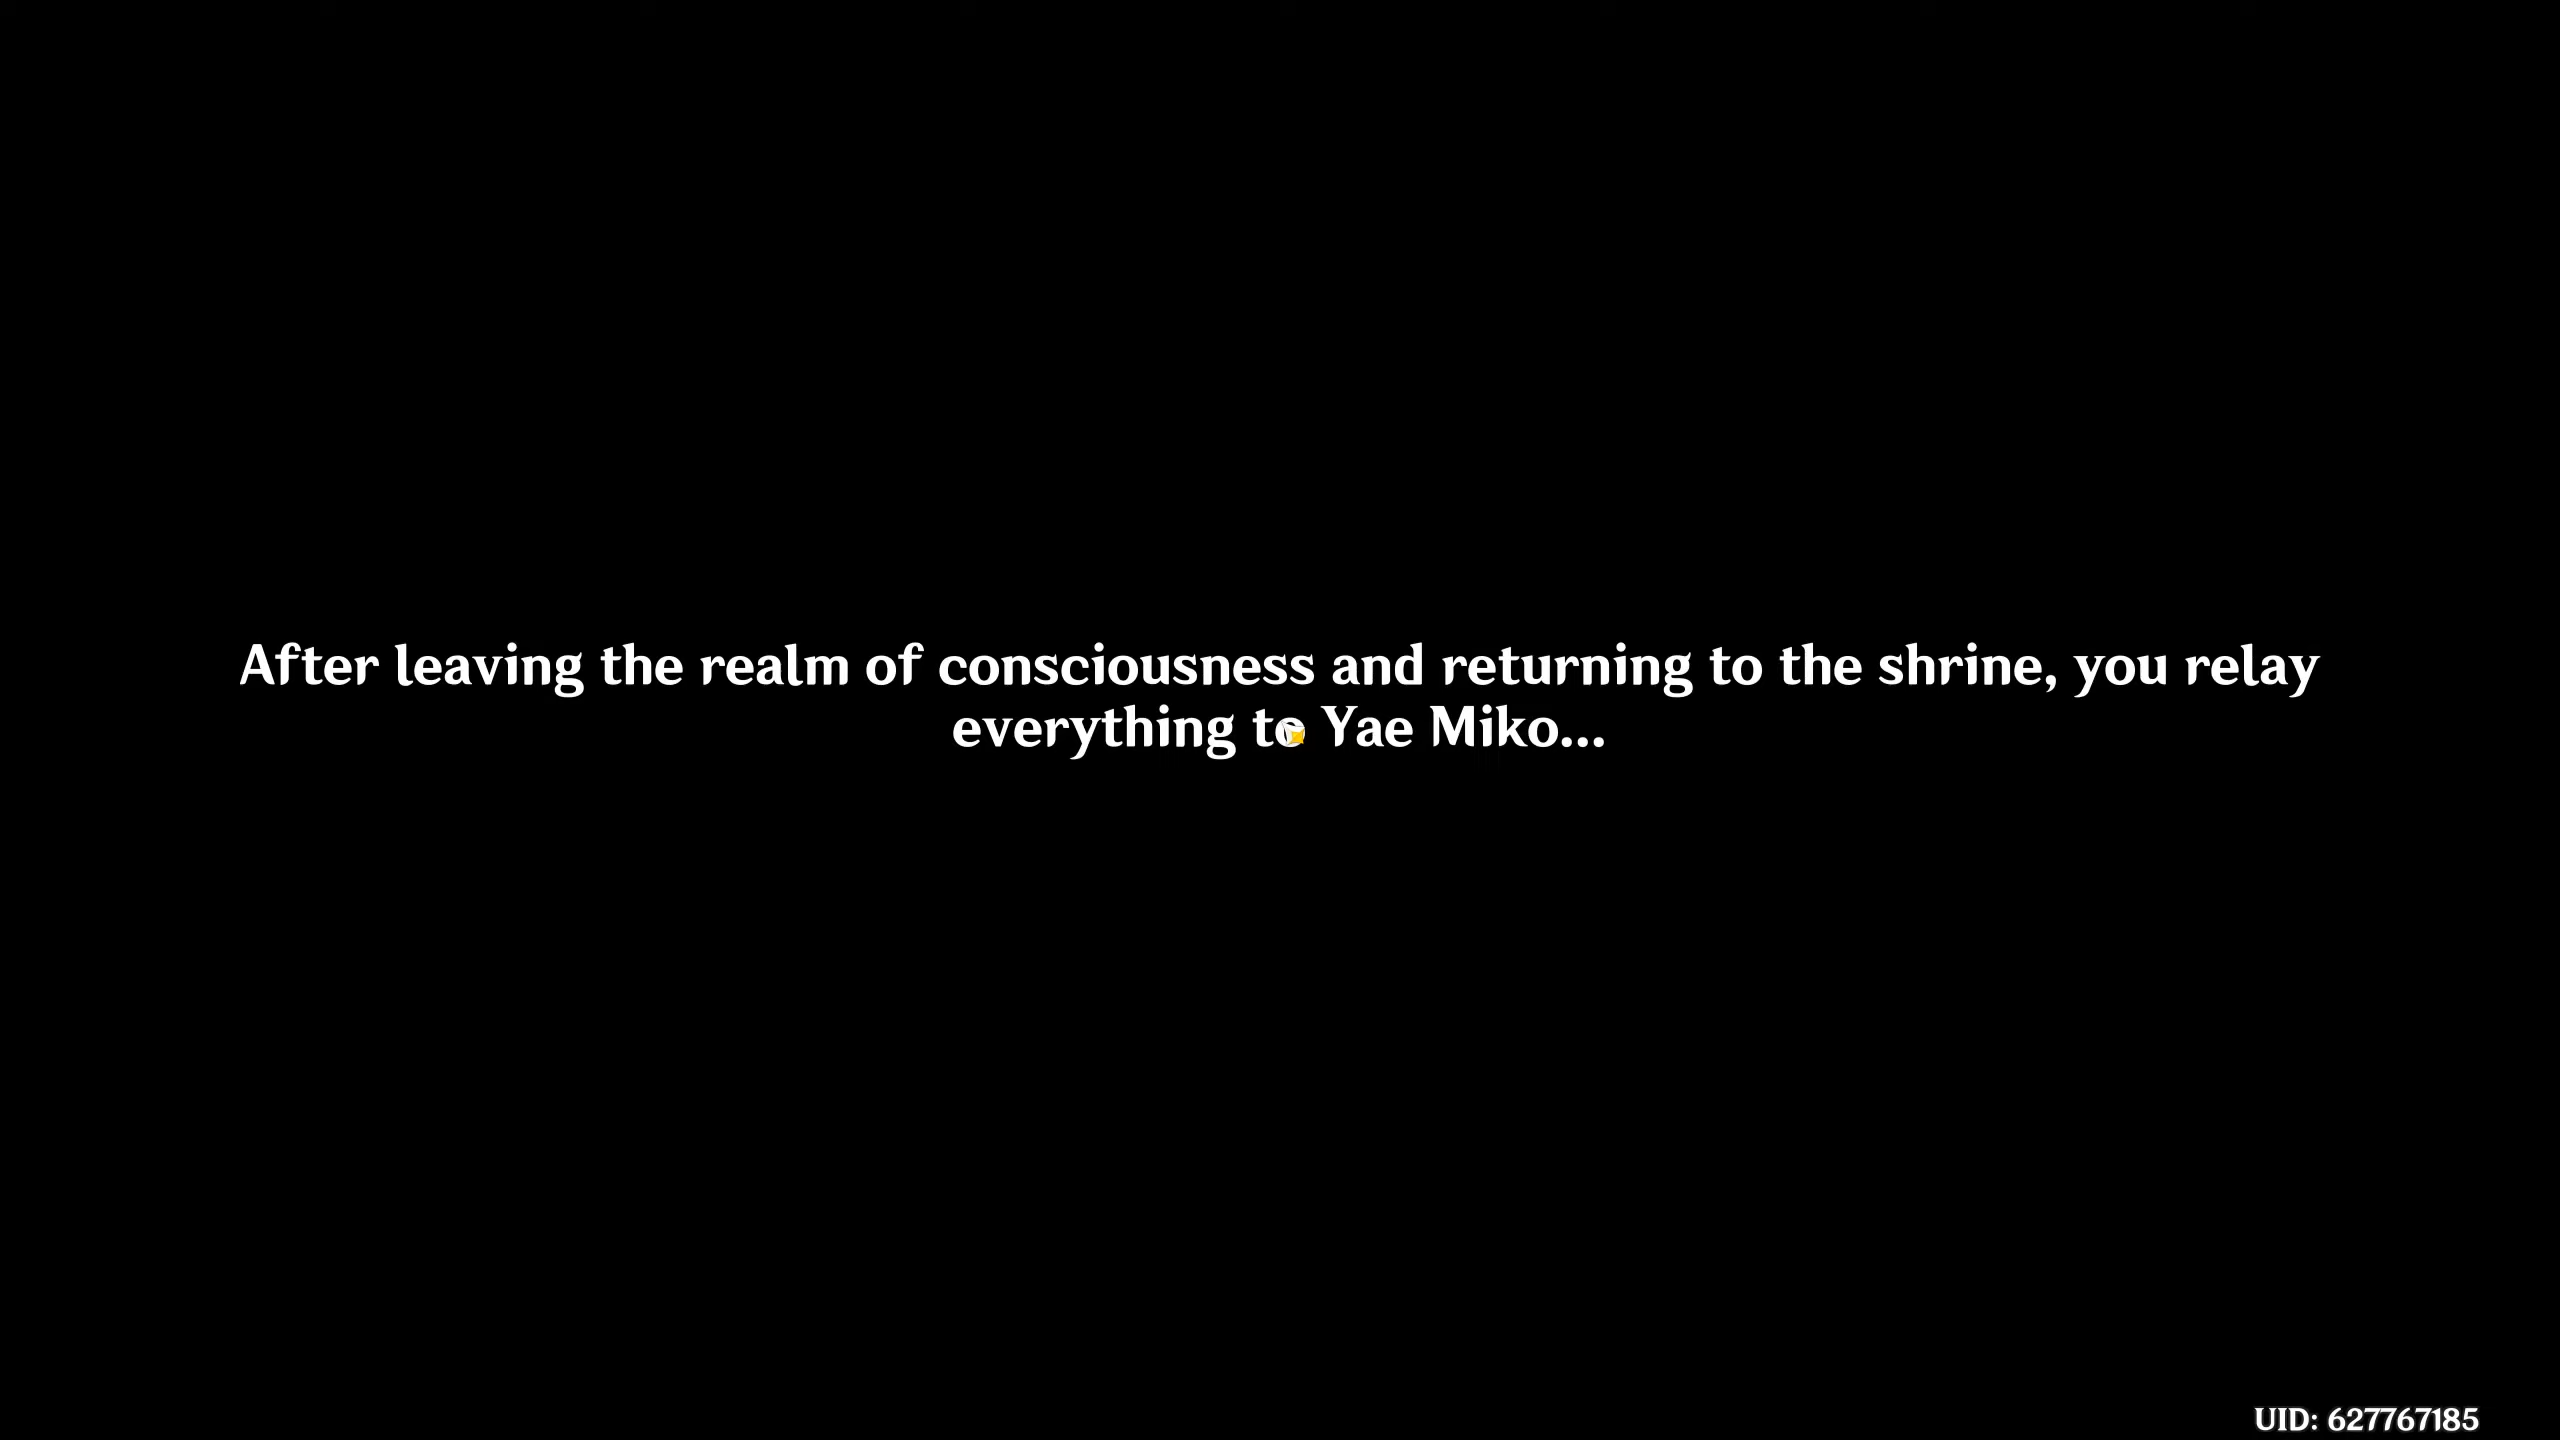 After leaving the realm of consciousness and returning to the shrine, you relay
everything to Yae Miko...
UID: 627767185